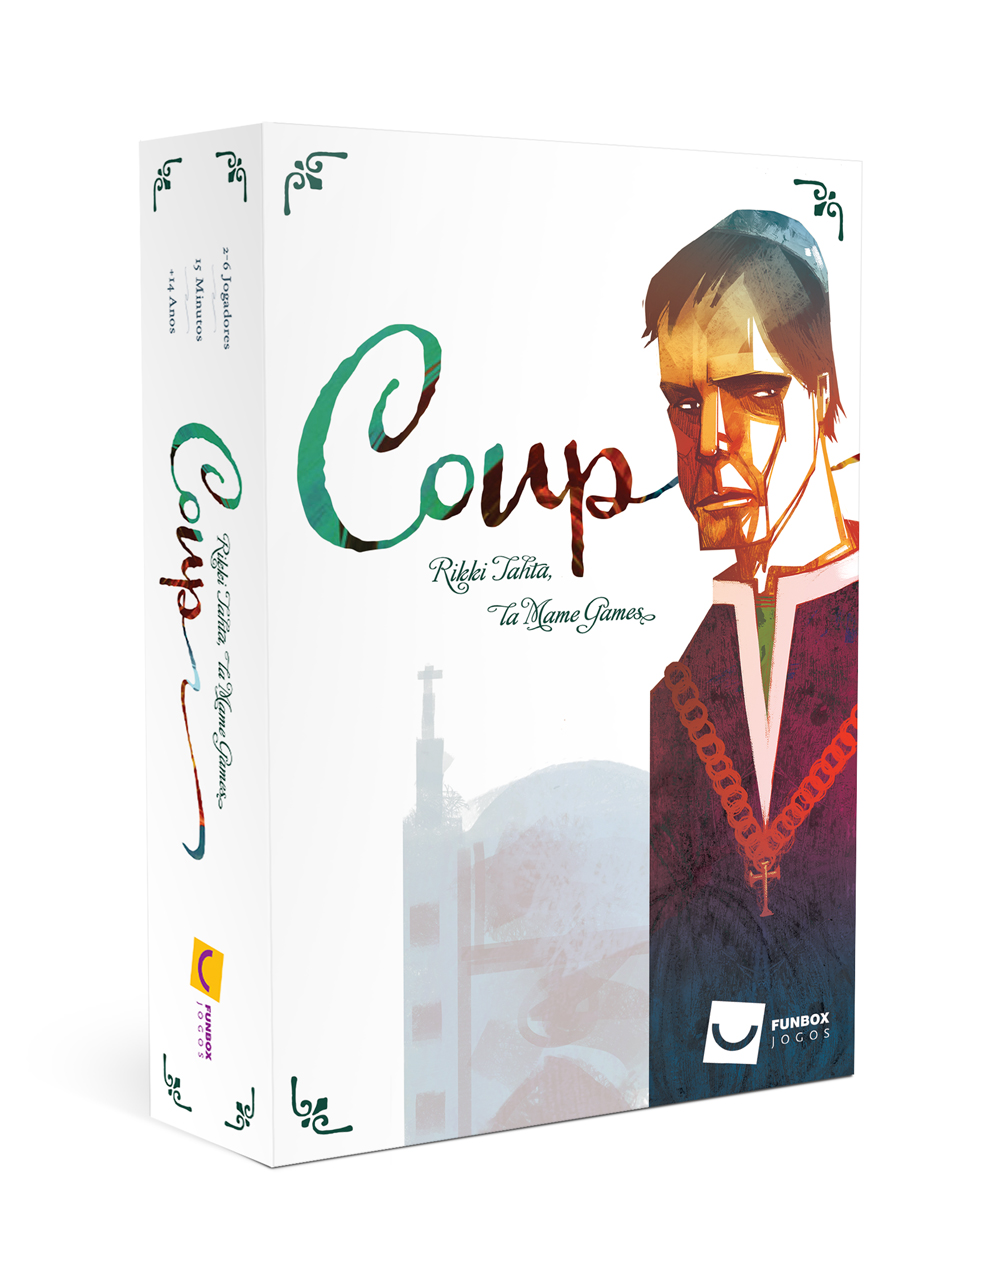 2-6 Jogadores
15 Minutos
+14 Anos
Coup
Rikki Tahta,
La Mame Games
FUNBOX
JOGOS
Coup
Rikki Tahta,
La Mame Games
FUNBOX
JOGOS